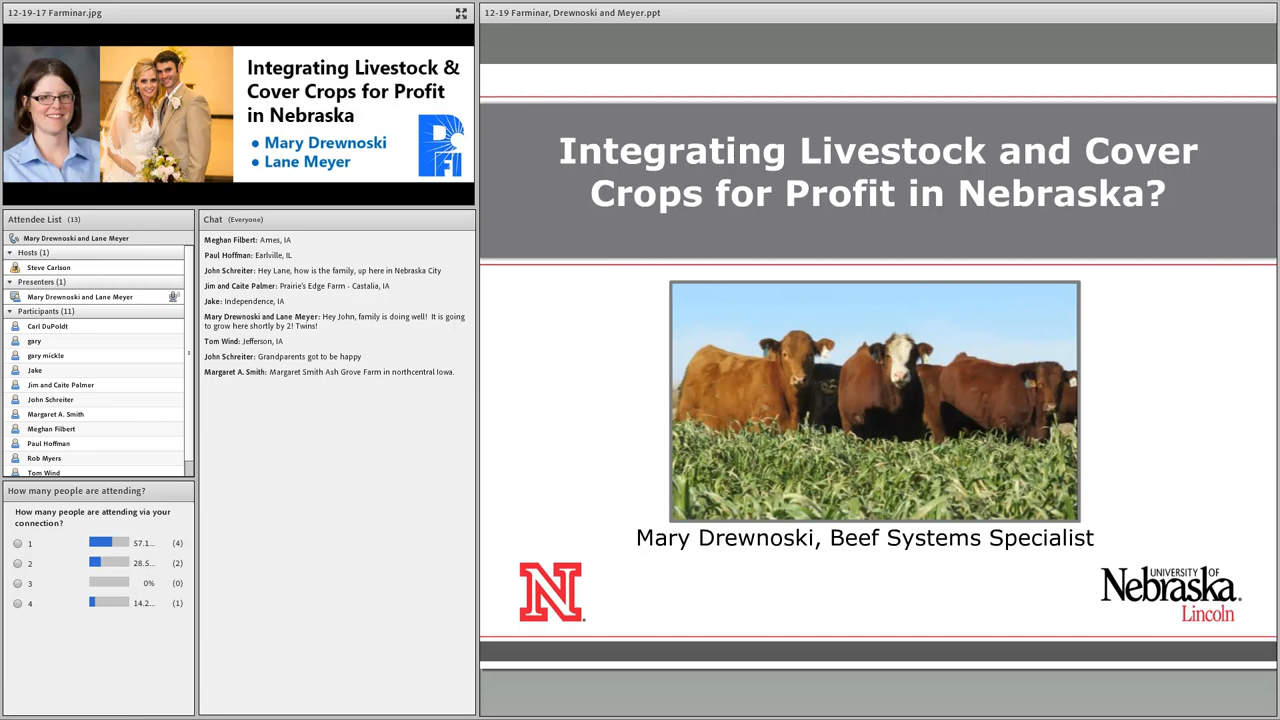 12-19-17 Farminar.jpg
Integrating Livestock &
Cover Crops for Profit
in Nebraska
• Mary Drewnoski
• Lane Meyer
PFI
Attendee List (13)
Mary Drewnoski and Lane Meyer
Hosts (1)
Steve Carlson
Presenters (1)
Mary Drewnoski and Lane Meyer
Participants (11)
Carl DuPoldt
gary
gary mickle
Jake
Jim and Caite Palmer
John Schreiter
Margaret A. Smith
Meghan Filbert
Paul Hoffman
Rob Myers
Tom Wind
Chat (Everyone)
Meghan Filbert: Ames, IA
Paul Hoffman: Earlville, IL
John Schreiter: Hey Lane, how is the family, up here in Nebraska City
Jim and Caite Palmer: Prairie's Edge Farm - Castalia, IA
Jake: Independence, IA
Mary Drewnoski and Lane Meyer: Hey John, family is doing well! It is going
to grow here shortly by 2! Twins!
Tom Wind: Jefferson, IA
John Schreiter: Grandparents got to be happy
Margaret A. Smith: Margaret Smith Ash Grove Farm in northcentral Iowa.
How many people are attending?
How many people are attending via your
connection?
1 57.1... (4)
2 28.5... (2)
3 0% (0)
4 14.2... (1)
12-19 Farminar, Drewnoski and Meyer.ppt
Integrating Livestock and Cover
Crops for Profit in Nebraska?
Mary Drewnoski, Beef Systems Specialist
N
UNIVERSITY OF
Nebraska
Lincoln